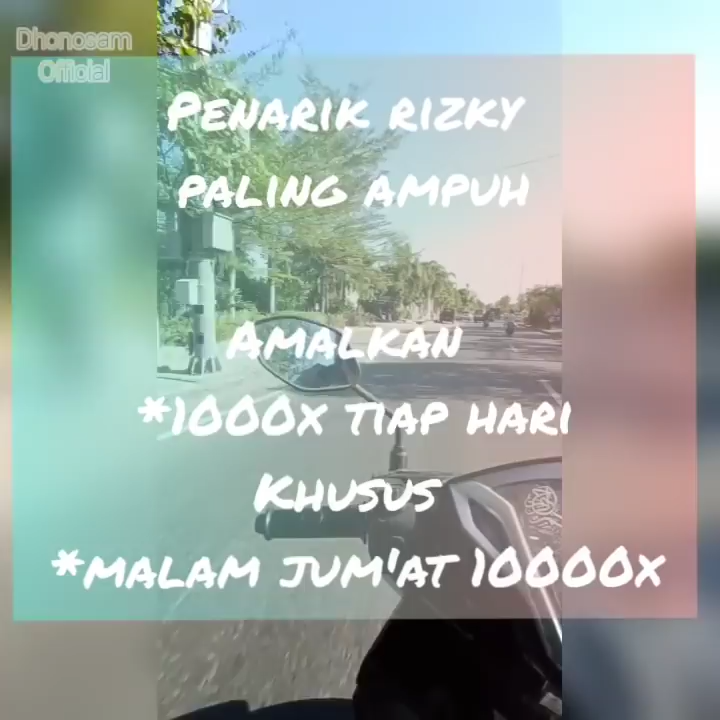 Dhonosam
Official
Penarik rizky
paling ampuh
Amalkan
*1000x tiap hari
Khusus
*malam jum'at 10000x